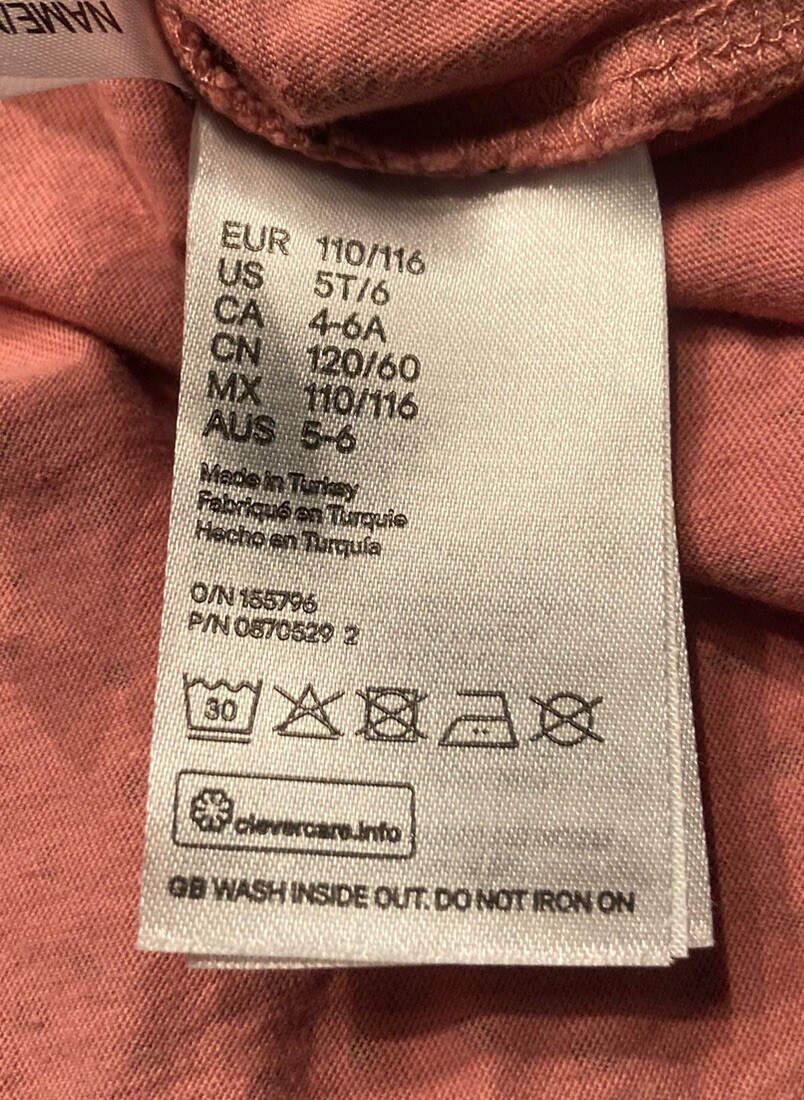 NAME
EUR 110/116
US 5T/6
CA 4-6A
CN 120/60
MX 110/116
AUS 5-6
Made in Turkey
Fabriqué en Turquie
Hecho en Turquía
O/N 155796
P/N 0870529 2
30
clevercare.info
GB WASH INSIDE OUT. DO NOT IRON ON